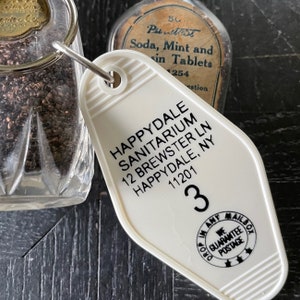 Soda, Mint and
Tablets
1254
HAPPYDALE
SANITARIUM
12 BREWSTER LN
HAPPYDALE, NY
11201
3
DROP IN ANY MAILBOX
WE
GUARANTEE
POSTAGE